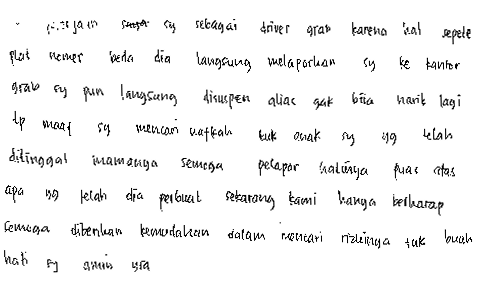 sy sebagai driver grab karena hal sepele
plat nomer beda dia langsung melaporkan sy ke kantor
grab sy pun langsung disuspen alias gak bisa narik lagi
tp maaf sy mencari nafkah tuk anak sy yg telah
ditinggal mamanya semoga pelapor hatinya puas atas
apa yg telah dia perbuat sekarang kami hanya berharap
semoga diberikan kemudahan dalam mencari rizkinya tuk buah
hati sy amin yra